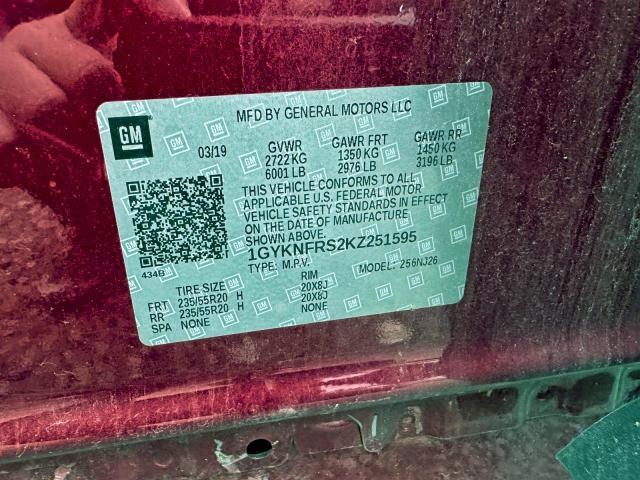 MFD BY GENERAL MOTORS LLC
GM
03/19 GVWR GAWR FRT GAWR RR
2722 KG 1350 KG 1450 KG
6001 LB 2976 LB 3196 LB
THIS VEHICLE CONFORMS TO ALL
APPLICABLE U.S. FEDERAL MOTOR
VEHICLE SAFETY STANDARDS IN EFFECT
ON THE DATE OF MANUFACTURE
SHOWN ABOVE.
1GYKNFRS2KZ251595
434B TYPE: M.P.V. MODEL: 256NJ26
TIRE SIZE RIM
FRT 235/55R20 H 20X8J
RR 235/55R20 H 20X8J
SPA NONE NONE